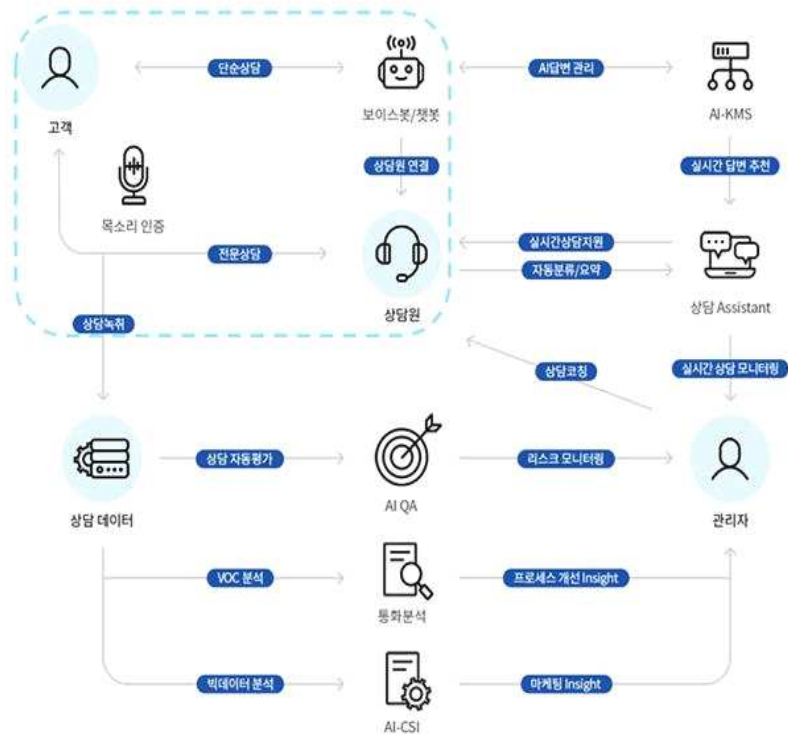 단순상담
AI답변 관리
고객
보이스봇/챗봇
AI-KMS
상담원 연결
실시간 답변 추천
목소리 인증
전문상담
실시간상담지원
자동분류/요약
상담원
상담 Assistant
상담녹취
상담코칭
실시간 상담 모니터링
상담 자동평가
리스크 모니터링
상담 데이터
AI QA
관리자
VOC 분석
프로세스 개선 Insight
통화분석
빅데이터 분석
마케팅 Insight
AI-CSI